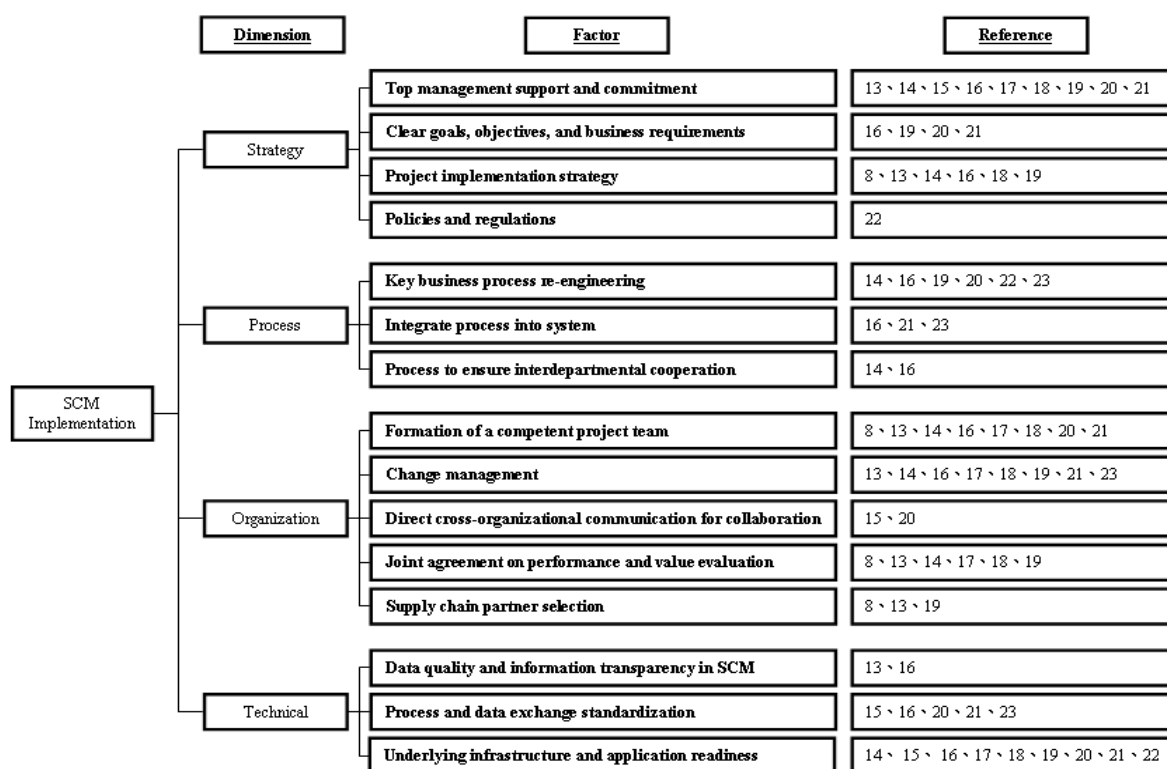 Dimension Factor Reference
Top management support and commitment 13、14、15、16、17、18、19、20、21
Clear goals, objectives, and business requirements 16、19、20、21
Strategy
Project implementation strategy 8、13、14、16、18、19
Policies and regulations 22
Key business process re-engineering 14、16、19、20、22、23
Process Integrate process into system 16、21、23
Process to ensure interdepartmental cooperation 14、16
SCM
Implementation
Formation of a competent project team 8、13、14、16、17、18、20、21
Change management 13、14、16、17、18、19、21、23
Organization Direct cross-organizational communication for collaboration 15、20
Joint agreement on performance and value evaluation 8、13、14、17、18、19
Supply chain partner selection 8、13、19
Data quality and information transparency in SCM 13、16
Technical Process and data exchange standardization 15、16、20、21、23
Underlying infrastructure and application readiness 14、15、16、17、18、19、20、21、22